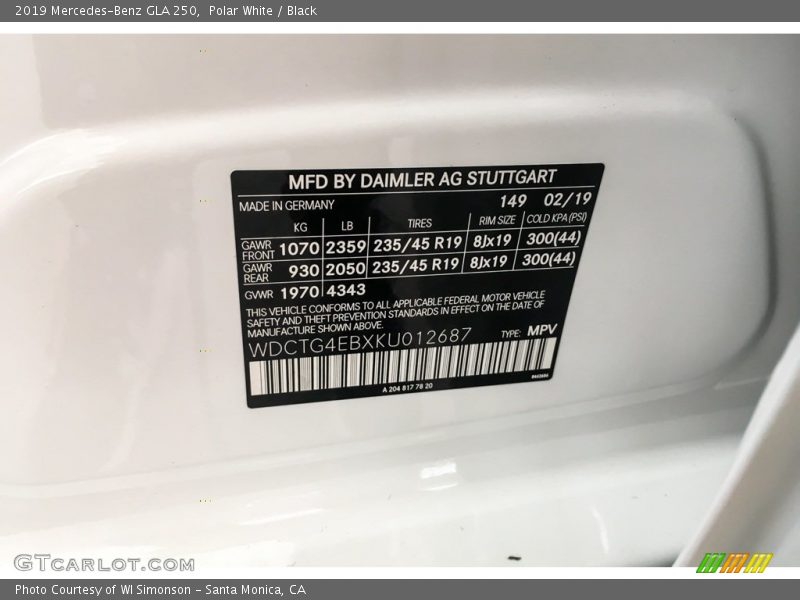 2019 Mercedes-Benz GLA 250, Polar White / Black
MFD BY DAIMLER AG STUTTGART
MADE IN GERMANY 149 02/19
KG LB TIRES RIM SIZE COLD KPA(PSI)
GAWR FRONT 1070 2359 235/45 R19 8Jx19 300(44)
GAWR REAR 930 2050 235/45 R19 8Jx19 300(44)
GVWR 1970 4343
THIS VEHICLE CONFORMS TO ALL APPLICABLE FEDERAL MOTOR VEHICLE
SAFETY AND THEFT PREVENTION STANDARDS IN EFFECT ON THE DATE OF
MANUFACTURE SHOWN ABOVE.
WDCTG4EBXKU012687 TYPE: MPV
A 204 817 78 20
GTCARLOT.COM
Photo Courtesy of WI Simonson - Santa Monica, CA